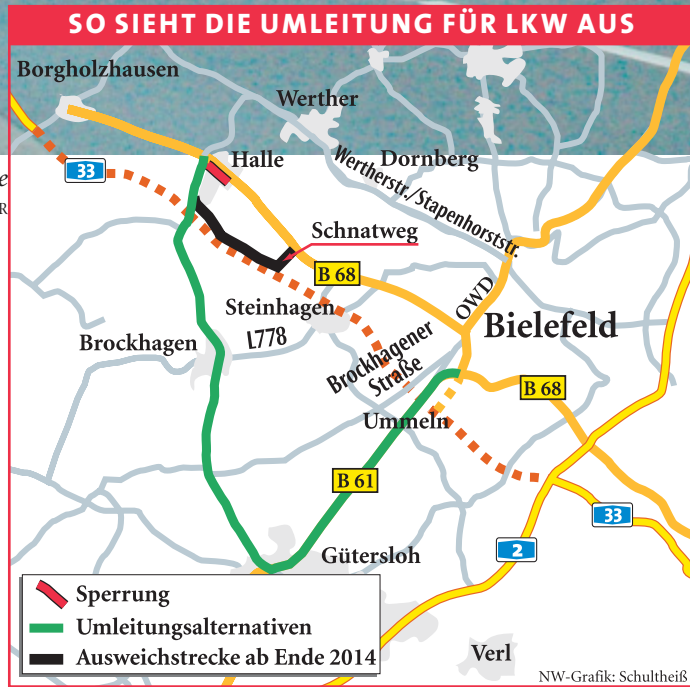 SO SIEHT DIE UMLEITUNG FÜR LKW AUS
Borgholzhausen
Werther
e
R
33
Halle
Dornberg
Wertherstr./Stapenhorststr.
Schnatweg
B 68
OWD
Steinhagen
Bielefeld
L778
Brockhagen
Brockhagener
Straße
B 68
Ummeln
B 61
33
2
Gütersloh
Sperrung
Umleitungsalternativen
Ausweichstrecke ab Ende 2014
Verl
NW-Grafik: Schultheiß